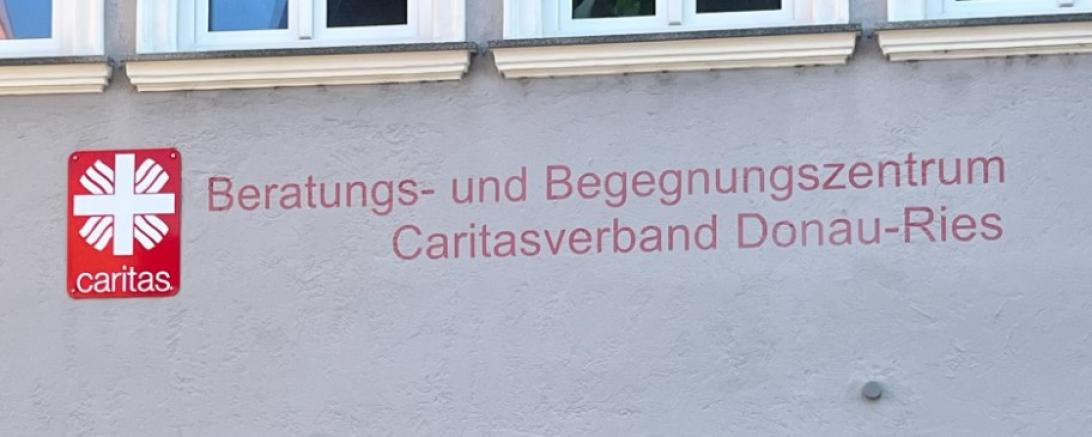 caritas
Beratungs- und Begegnungszentrum
Caritasverband Donau-Ries